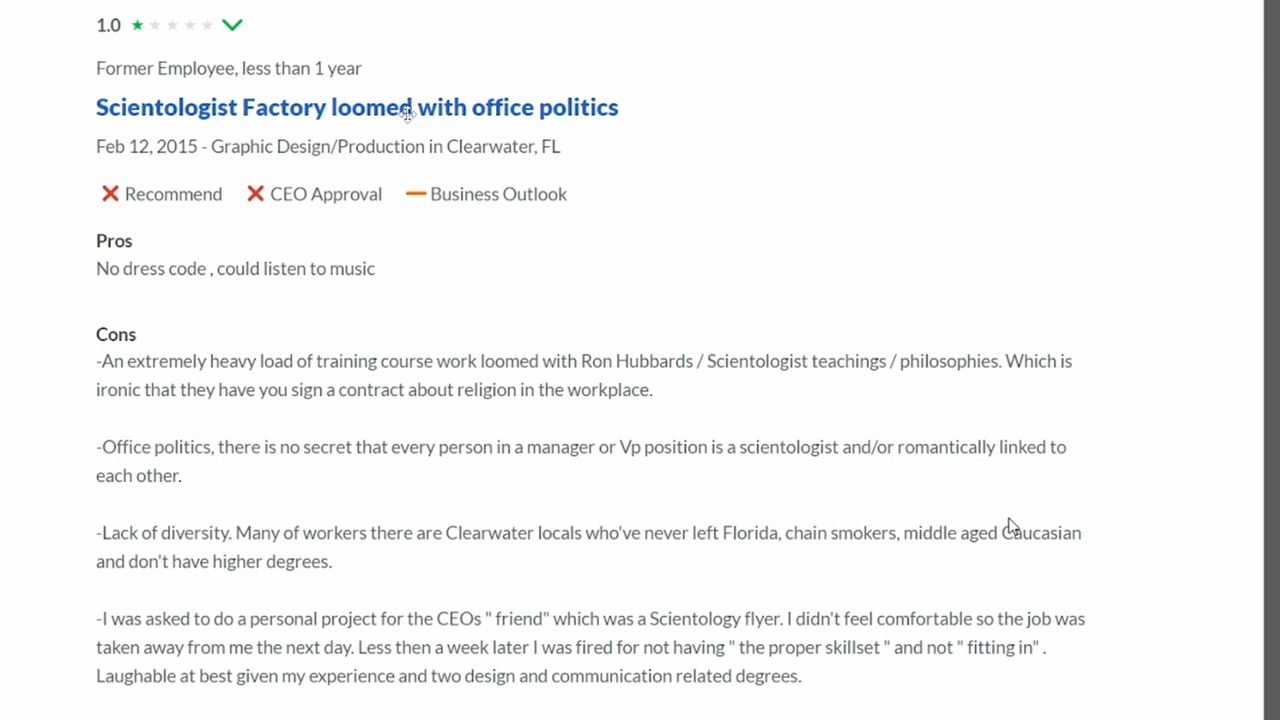 1.0
Former Employee, less than 1 year
Scientologist Factory loomed with office politics
Feb 12, 2015 - Graphic Design/Production in Clearwater, FL
Recommend CEO Approval Business Outlook
Pros
No dress code , could listen to music
Cons
-An extremely heavy load of training course work loomed with Ron Hubbards / Scientologist teachings / philosophies. Which is
ironic that they have you sign a contract about religion in the workplace.
-Office politics, there is no secret that every person in a manager or Vp position is a scientologist and/or romantically linked to
each other.
-Lack of diversity. Many of workers there are Clearwater locals who've never left Florida, chain smokers, middle aged Caucasian
and don't have higher degrees.
-I was asked to do a personal project for the CEOs " friend" which was a Scientology flyer. I didn't feel comfortable so the job was
taken away from me the next day. Less then a week later I was fired for not having " the proper skillset " and not " fitting in" .
Laughable at best given my experience and two design and communication related degrees.